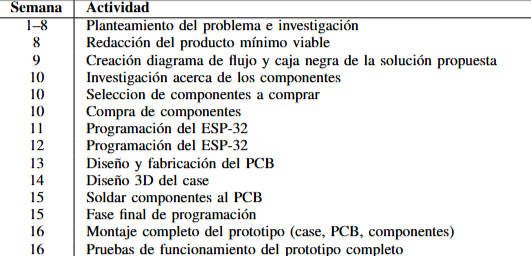 Semana Actividad
1–8 Planteamiento del problema e investigación
8 Redacción del producto mínimo viable
9 Creación diagrama de flujo y caja negra de la solución propuesta
10 Investigación acerca de los componentes
10 Seleccion de componentes a comprar
10 Compra de componentes
11 Programación del ESP-32
12 Programación del ESP-32
13 Diseño y fabricación del PCB
14 Diseño 3D del case
15 Soldar componentes al PCB
15 Fase final de programación
16 Montaje completo del prototipo (case, PCB, componentes)
16 Pruebas de funcionamiento del prototipo completo